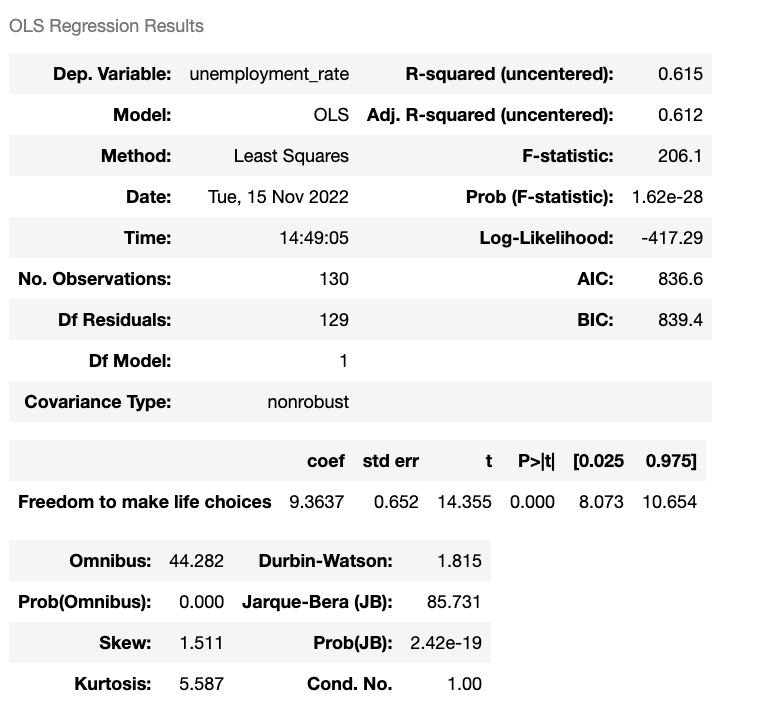 OLS Regression Results
Dep. Variable: unemployment_rate R-squared (uncentered): 0.615
Model: OLS Adj. R-squared (uncentered): 0.612
Method: Least Squares F-statistic: 206.1
Date: Tue, 15 Nov 2022 Prob (F-statistic): 1.62e-28
Time: 14:49:05 Log-Likelihood: -417.29
No. Observations: 130 AIC: 836.6
Df Residuals: 129 BIC: 839.4
Df Model: 1
Covariance Type: nonrobust
coef std err t P>|t| [0.025 0.975]
Freedom to make life choices 9.3637 0.652 14.355 0.000 8.073 10.654
Omnibus: 44.282 Durbin-Watson: 1.815
Prob(Omnibus): 0.000 Jarque-Bera (JB): 85.731
Skew: 1.511 Prob(JB): 2.42e-19
Kurtosis: 5.587 Cond. No. 1.00